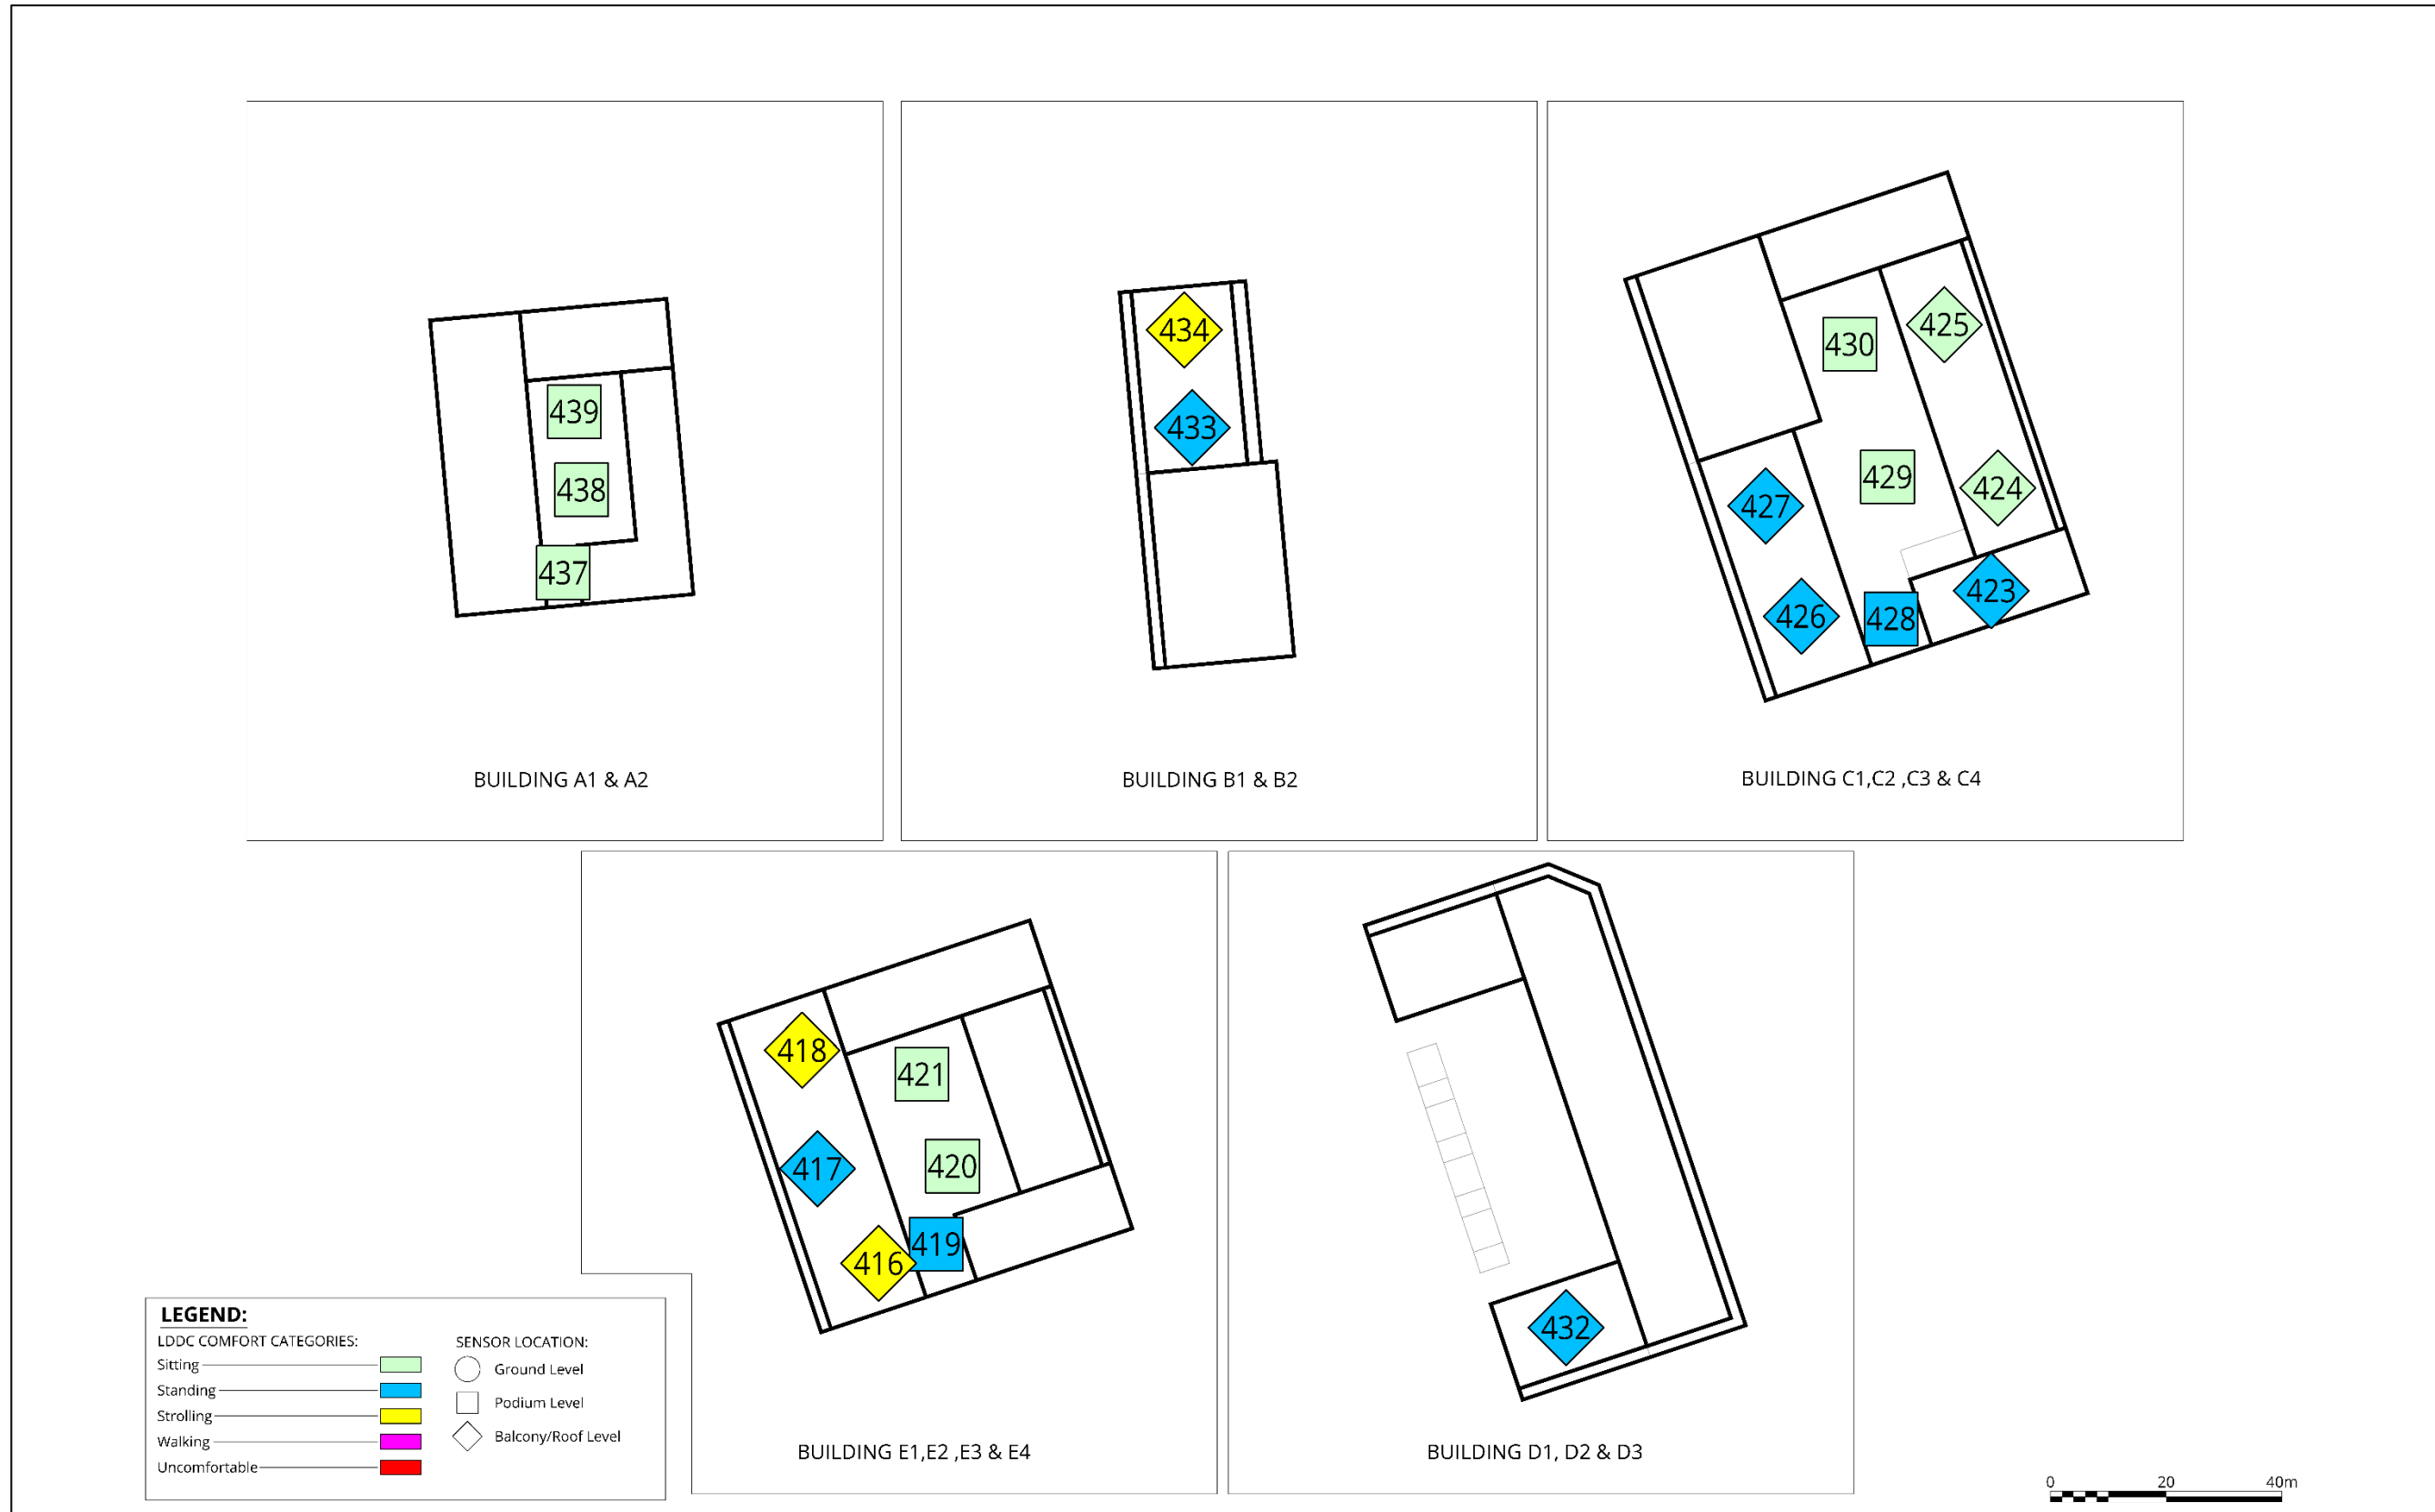 439
438
437
BUILDING A1 & A2
434
433
BUILDING B1 & B2
425
430
429
424
427
423
426
428
BUILDING C1,C2 ,C3 & C4
418
421
417
420
419
416
BUILDING E1,E2 ,E3 & E4
432
BUILDING D1, D2 & D3
LEGEND:
LDDC COMFORT CATEGORIES:
Sitting
Standing
Strolling
Walking
Uncomfortable
SENSOR LOCATION:
Ground Level
Podium Level
Balcony/Roof Level
0 20 40m